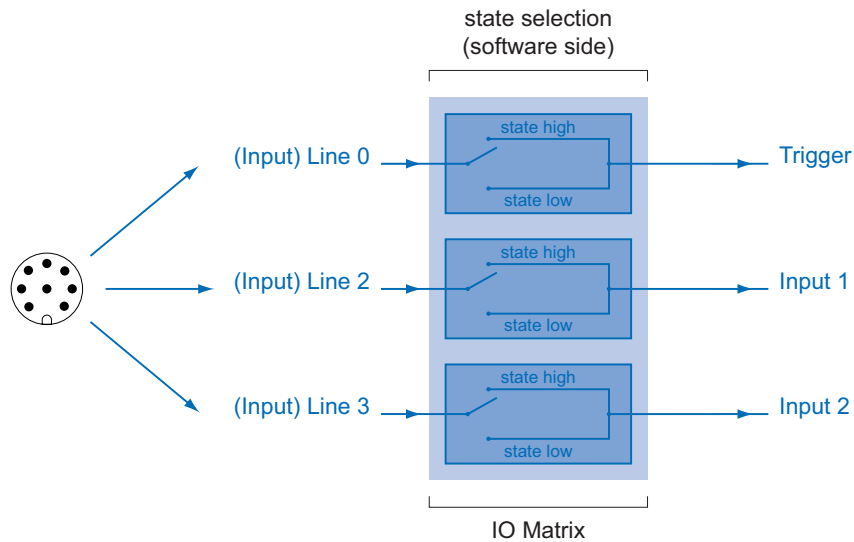 state selection
(software side)
state high
(Input) Line 0
Trigger
state low
state high
(Input) Line 2
Input 1
state low
state high
(Input) Line 3
Input 2
state low
IO Matrix